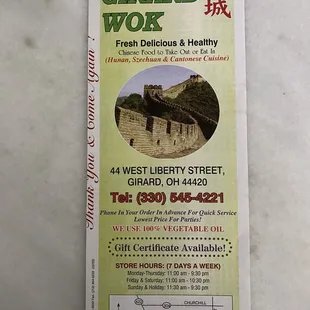 WOK
城
Fresh Delicious & Healthy
Chinese Food to Take Out or Eat In
(Hunan, Szechuan & Cantonese Cuisine)
Thank You & Come Again !
44 WEST LIBERTY STREET,
GIRARD, OH 44420
Tel: (330) 545-4221
Phone In Your Order In Advance For Quick Service
Lowest Price For Parties!
WE USE 100% VEGETABLE OIL
Gift Certificate Available!
STORE HOURS: (7 DAYS A WEEK)
Monday-Thursday: 11:00 am - 9:30 pm
Friday & Saturday: 11:00 am - 10:30 pm
Sunday & Holiday: 11:30 am - 9:30 pm
CHURCHILL